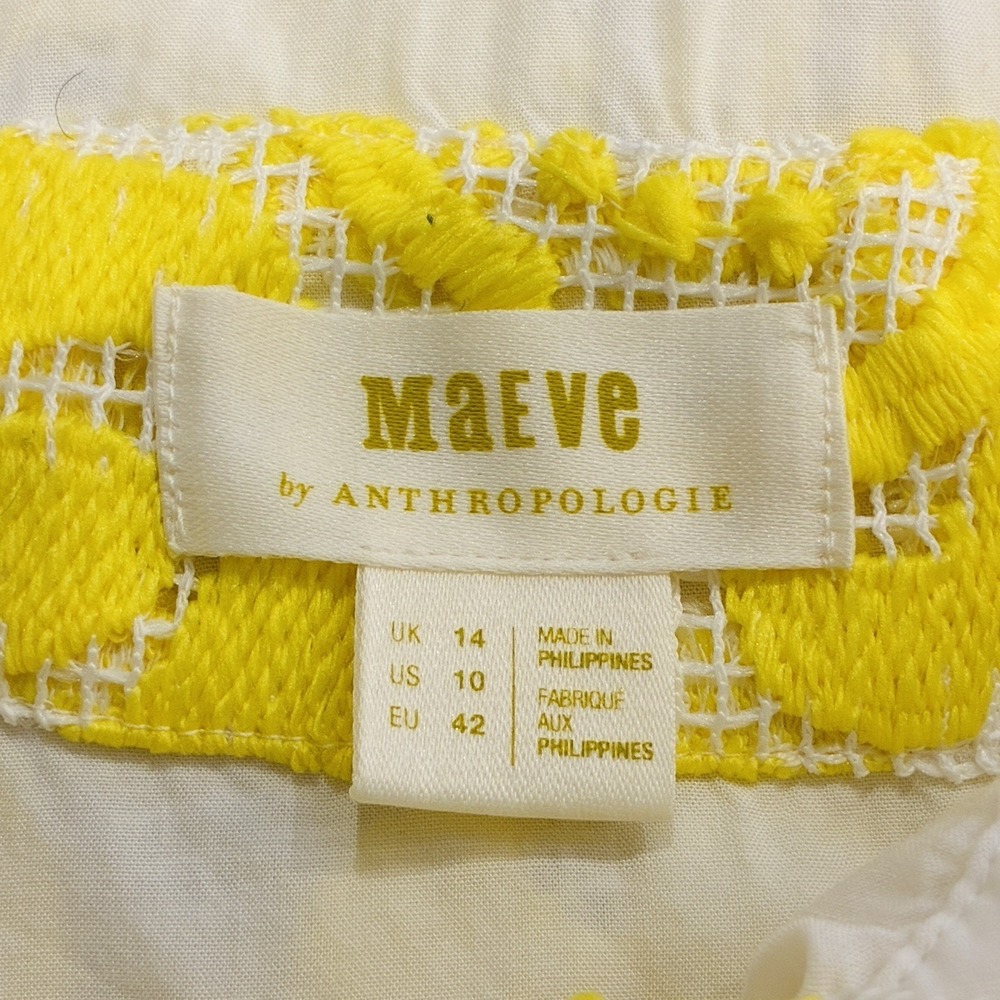 MaEVe
by ANTHROPOLOGIE
UK 14
US 10
EU 42
MADE IN
PHILIPPINES
FABRIQUÉ
AUX
PHILIPPINES